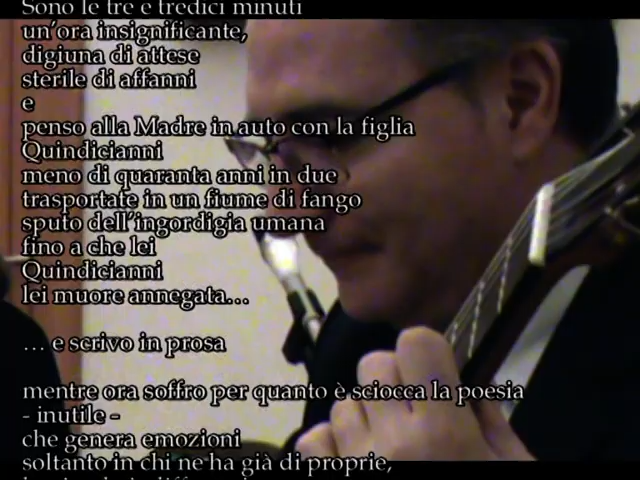 Sono le tre e tredici minuti
un'ora insignificante,
digiuna di attese
sterile di affanni
e
penso alla Madre in auto con la figlia
Quindicianni
meno di quaranta anni in due
trasportate in un fiume di fango
sputo dell'ingordigia umana
fino a che lei
Quindicianni
lei muore annegata...
... e scrivo in prosa
mentre ora soffro per quanto è sciocca la poesia
- inutile -
che genera emozioni
soltanto in chi ne ha già di proprie,